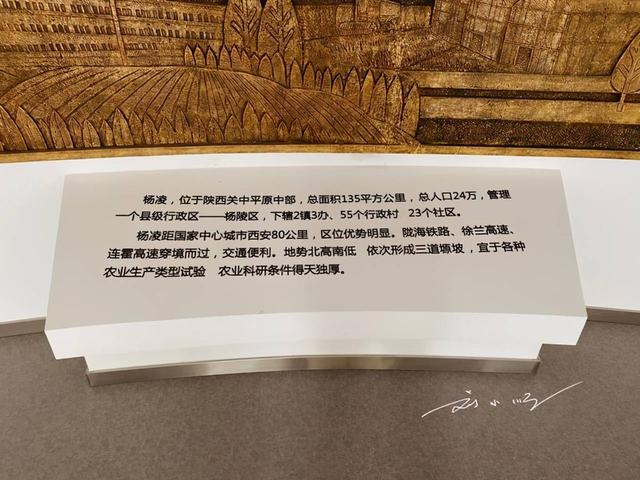 杨凌，位于陕西关中平原中部，总面积135平方公里，总人口24万，管理
一个县级行政区——杨陵区，下辖2镇3办、55个行政村 23个社区。
杨凌距国家中心城市西安80公里，区位优势明显。陇海铁路、徐兰高速、
连霍高速穿境而过，交通便利。地势北高南低 依次形成三道塬坡，宜于各种
农业生产类型试验 农业科研条件得天独厚。